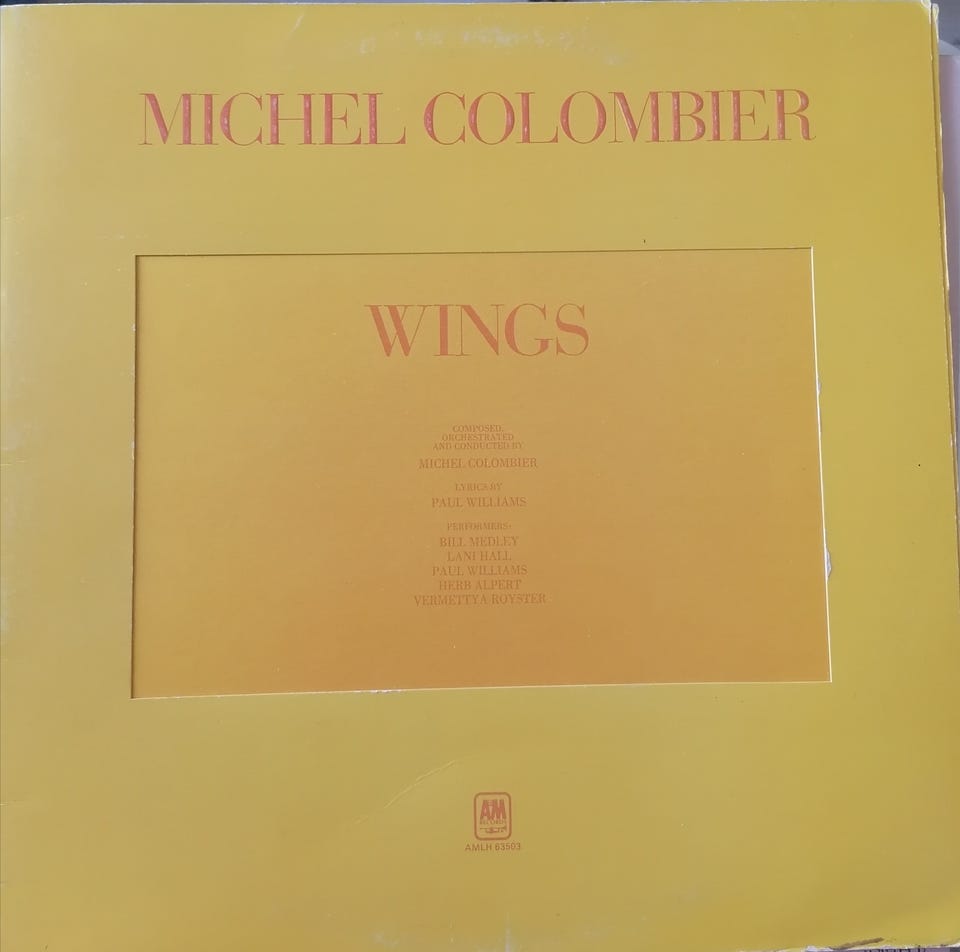 MICHEL COLOMBIER
WINGS
COMPOSED,
ORCHESTRATED
AND CONDUCTED BY
MICHEL COLOMBIER
LYRICS BY
PAUL WILLIAMS
PERFORMERS:
BILL MEDLEY
LANI HALL
PAUL WILLIAMS
HERB ALPERT
VERMETTYA ROYSTER
A&M
RECORDS
AMLH 63503